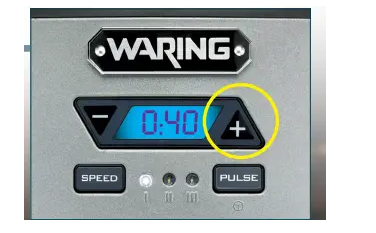 WARING
− 0:40 +
SPEED I II III PULSE